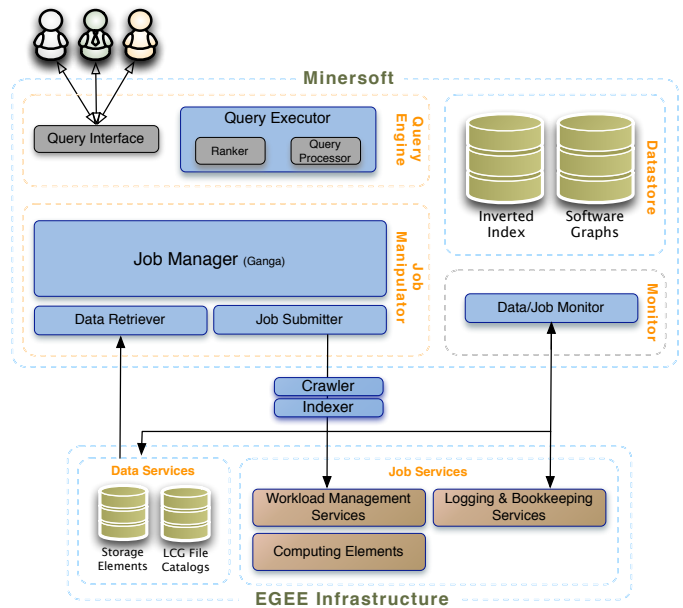 Minersoft
Query Interface
Query Executor
Ranker
Query
Processor
Query
Engine
Inverted
Index
Software
Graphs
Datastore
Job Manager (Ganga)
Data Retriever
Job Submitter
Job
Manipulator
Data/Job Monitor
Monitor
Crawler
Indexer
Data Services
Storage
Elements
LCG File
Catalogs
Job Services
Workload Management
Services
Logging & Bookkeeping
Services
Computing Elements
EGEE Infrastructure